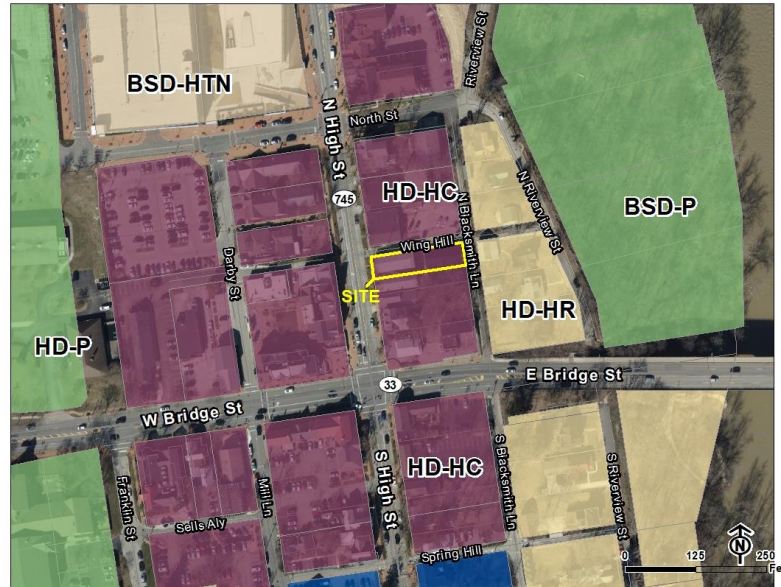 BSD-HTN
N High St
North St
Riverview St
745
HD-HC
N Blacksmith Ln
N Riverview St
BSD-P
Darby St
Wing Hill
SITE
HD-P
HD-HR
33
E Bridge St
W Bridge St
Franklin St
Mill Ln
S High St
HD-HC
S Blacksmith Ln
S Riverview St
Sells Aly
Spring Hill
N
0 125 250
Fe